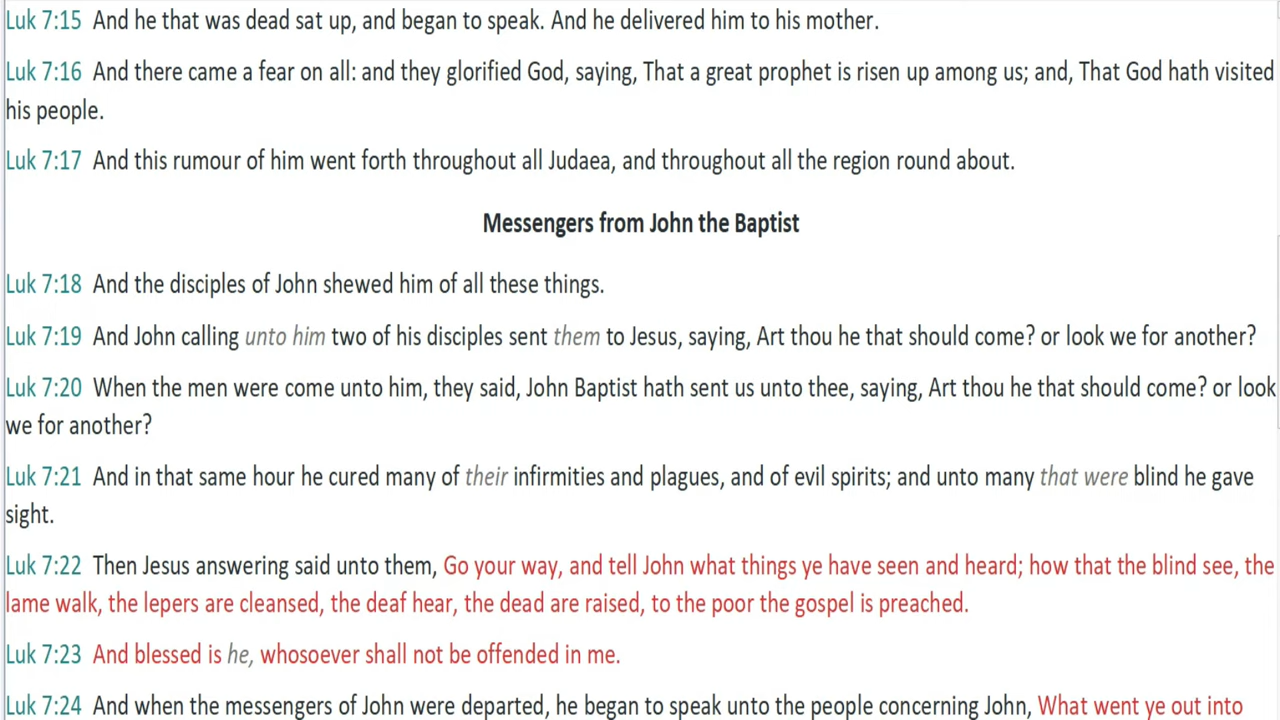 Luk 7:15 And he that was dead sat up, and began to speak. And he delivered him to his mother.
Luk 7:16 And there came a fear on all: and they glorified God, saying, That a great prophet is risen up among us; and, That God hath visited
his people.
Luk 7:17 And this rumour of him went forth throughout all Judaea, and throughout all the region round about.
Messengers from John the Baptist
Luk 7:18 And the disciples of John shewed him of all these things.
Luk 7:19 And John calling unto him two of his disciples sent them to Jesus, saying, Art thou he that should come? or look we for another?
Luk 7:20 When the men were come unto him, they said, John Baptist hath sent us unto thee, saying, Art thou he that should come? or look
we for another?
Luk 7:21 And in that same hour he cured many of their infirmities and plagues, and of evil spirits; and unto many that were blind he gave
sight.
Luk 7:22 Then Jesus answering said unto them, Go your way, and tell John what things ye have seen and heard; how that the blind see, the
lame walk, the lepers are cleansed, the deaf hear, the dead are raised, to the poor the gospel is preached.
Luk 7:23 And blessed is he, whosoever shall not be offended in me.
Luk 7:24 And when the messengers of John were departed, he began to speak unto the people concerning John, What went ye out into